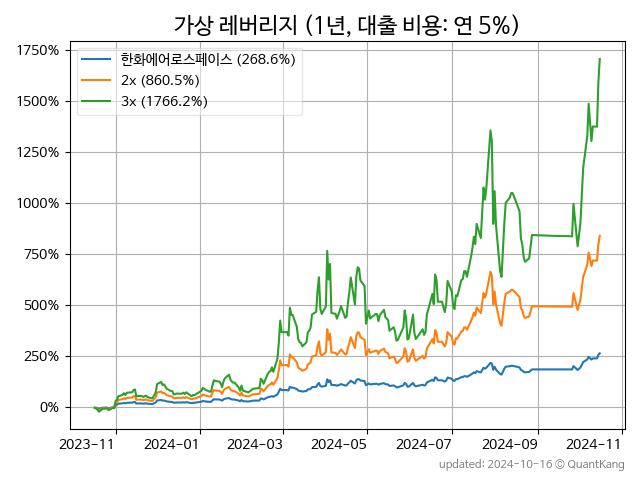 가상 레버리지 (1년, 대출 비용: 연 5%)
1750%
1500%
1250%
1000%
750%
500%
250%
0%
한화에어로스페이스 (268.6%)
2x (860.5%)
3x (1766.2%)
2023-11 2024-01 2024-03 2024-05 2024-07 2024-09 2024-11
updated: 2024-10-16 © QuantKang